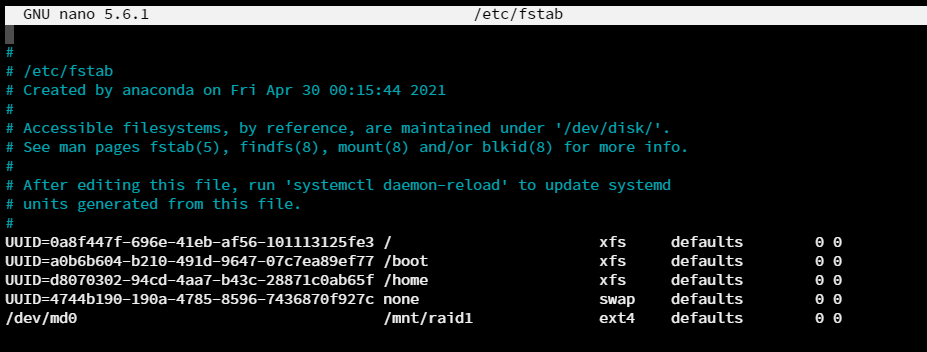 GNU nano 5.6.1 /etc/fstab
#
# /etc/fstab
# Created by anaconda on Fri Apr 30 00:15:44 2021
#
# Accessible filesystems, by reference, are maintained under '/dev/disk/'.
# See man pages fstab(5), findfs(8), mount(8) and/or blkid(8) for more info.
#
# After editing this file, run 'systemctl daemon-reload' to update systemd
# units generated from this file.
#
UUID=0a8f447f-696e-41eb-af56-101113125fe3 / xfs defaults 0 0
UUID=a0b6b604-b210-491d-9647-07c7ea89ef77 /boot xfs defaults 0 0
UUID=d8070302-94cd-4aa7-b43c-28871c0ab65f /home xfs defaults 0 0
UUID=4744b190-190a-4785-8596-7436870f927c none swap defaults 0 0
/dev/md0 /mnt/raid1 ext4 defaults 0 0